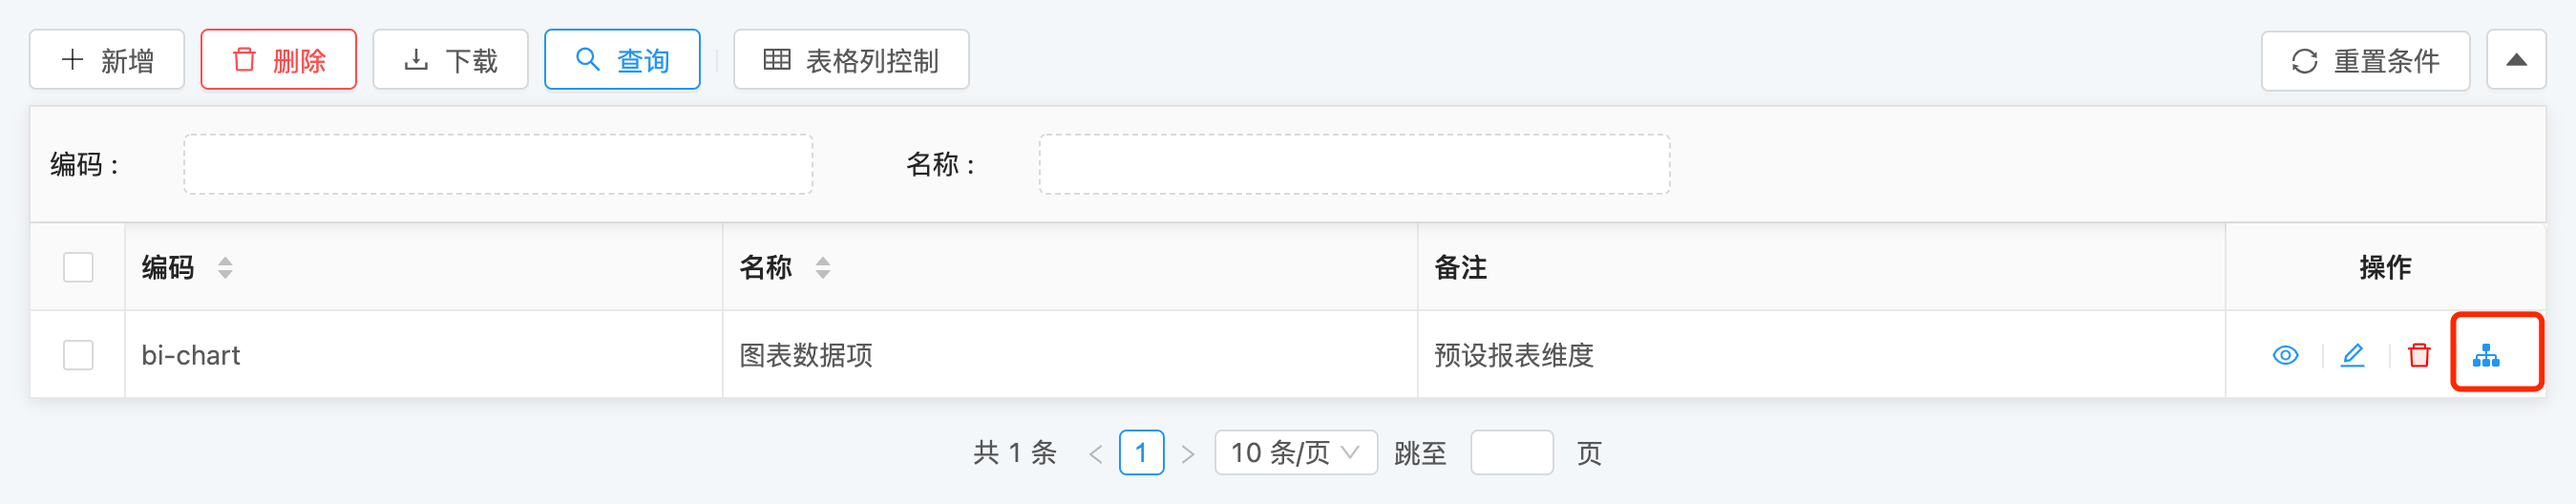 新增 删除 下载 查询 表格列控制 重置条件
编码 : 名称 :
编码 名称 备注 操作
bi-chart 图表数据项 预设报表维度
共 1 条 < 1 > 10 条/页 跳至 页